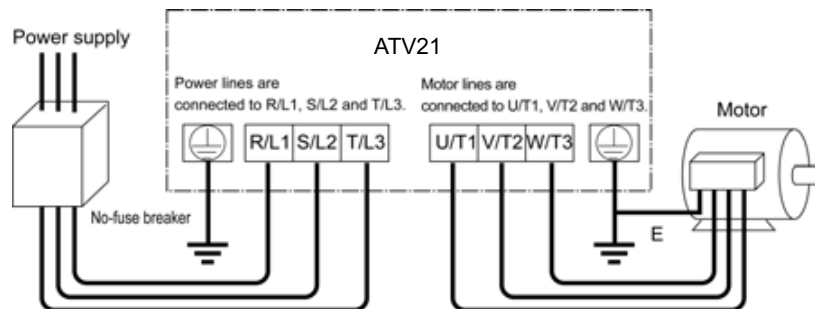 Power supply
ATV21
Power lines are
connected to R/L1, S/L2 and T/L3.
Motor lines are
connected to U/T1, V/T2 and W/T3.
Motor
R/L1 S/L2 T/L3
U/T1 V/T2 W/T3
No-fuse breaker
E